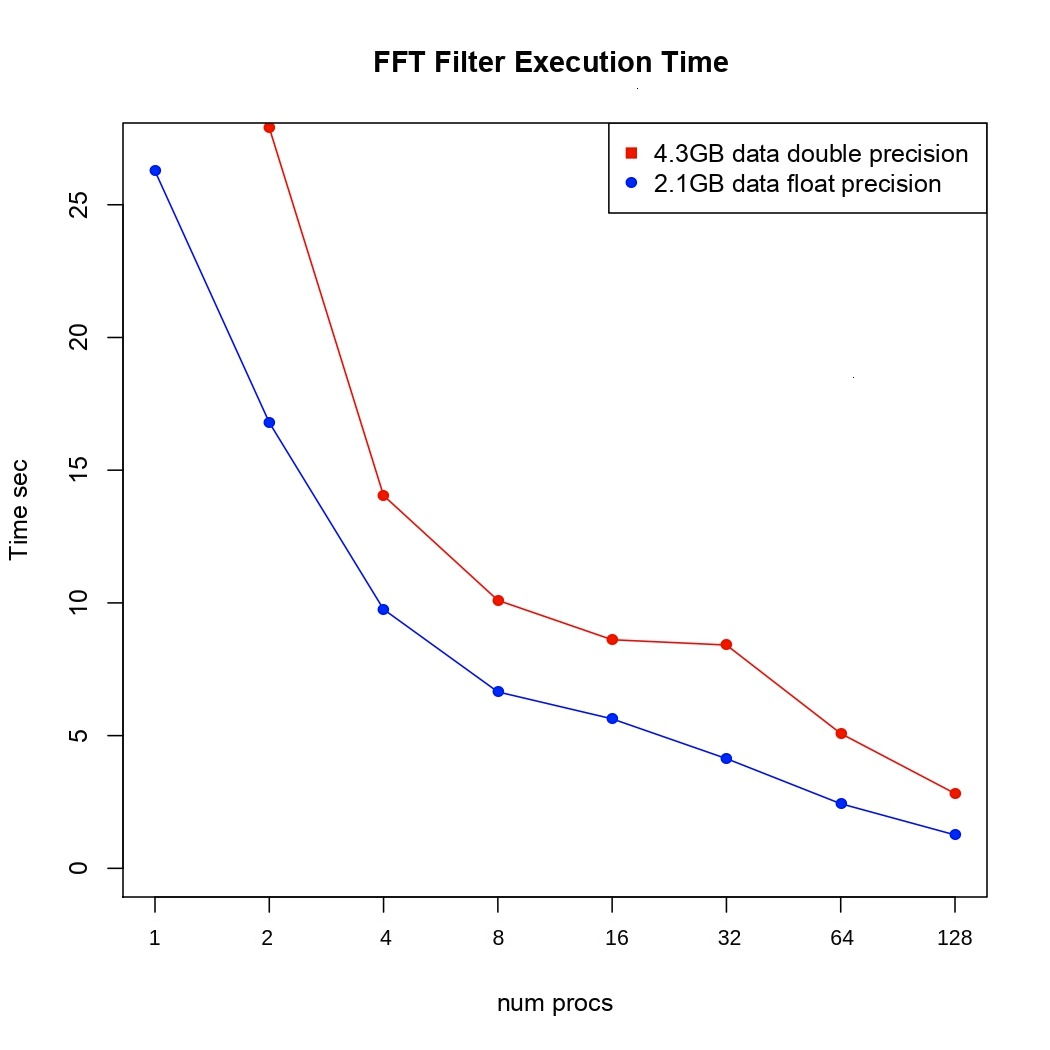 FFT Filter Execution Time
4.3GB data double precision
2.1GB data float precision
25
20
15
10
5
0
Time sec
1 2 4 8 16 32 64 128
num procs